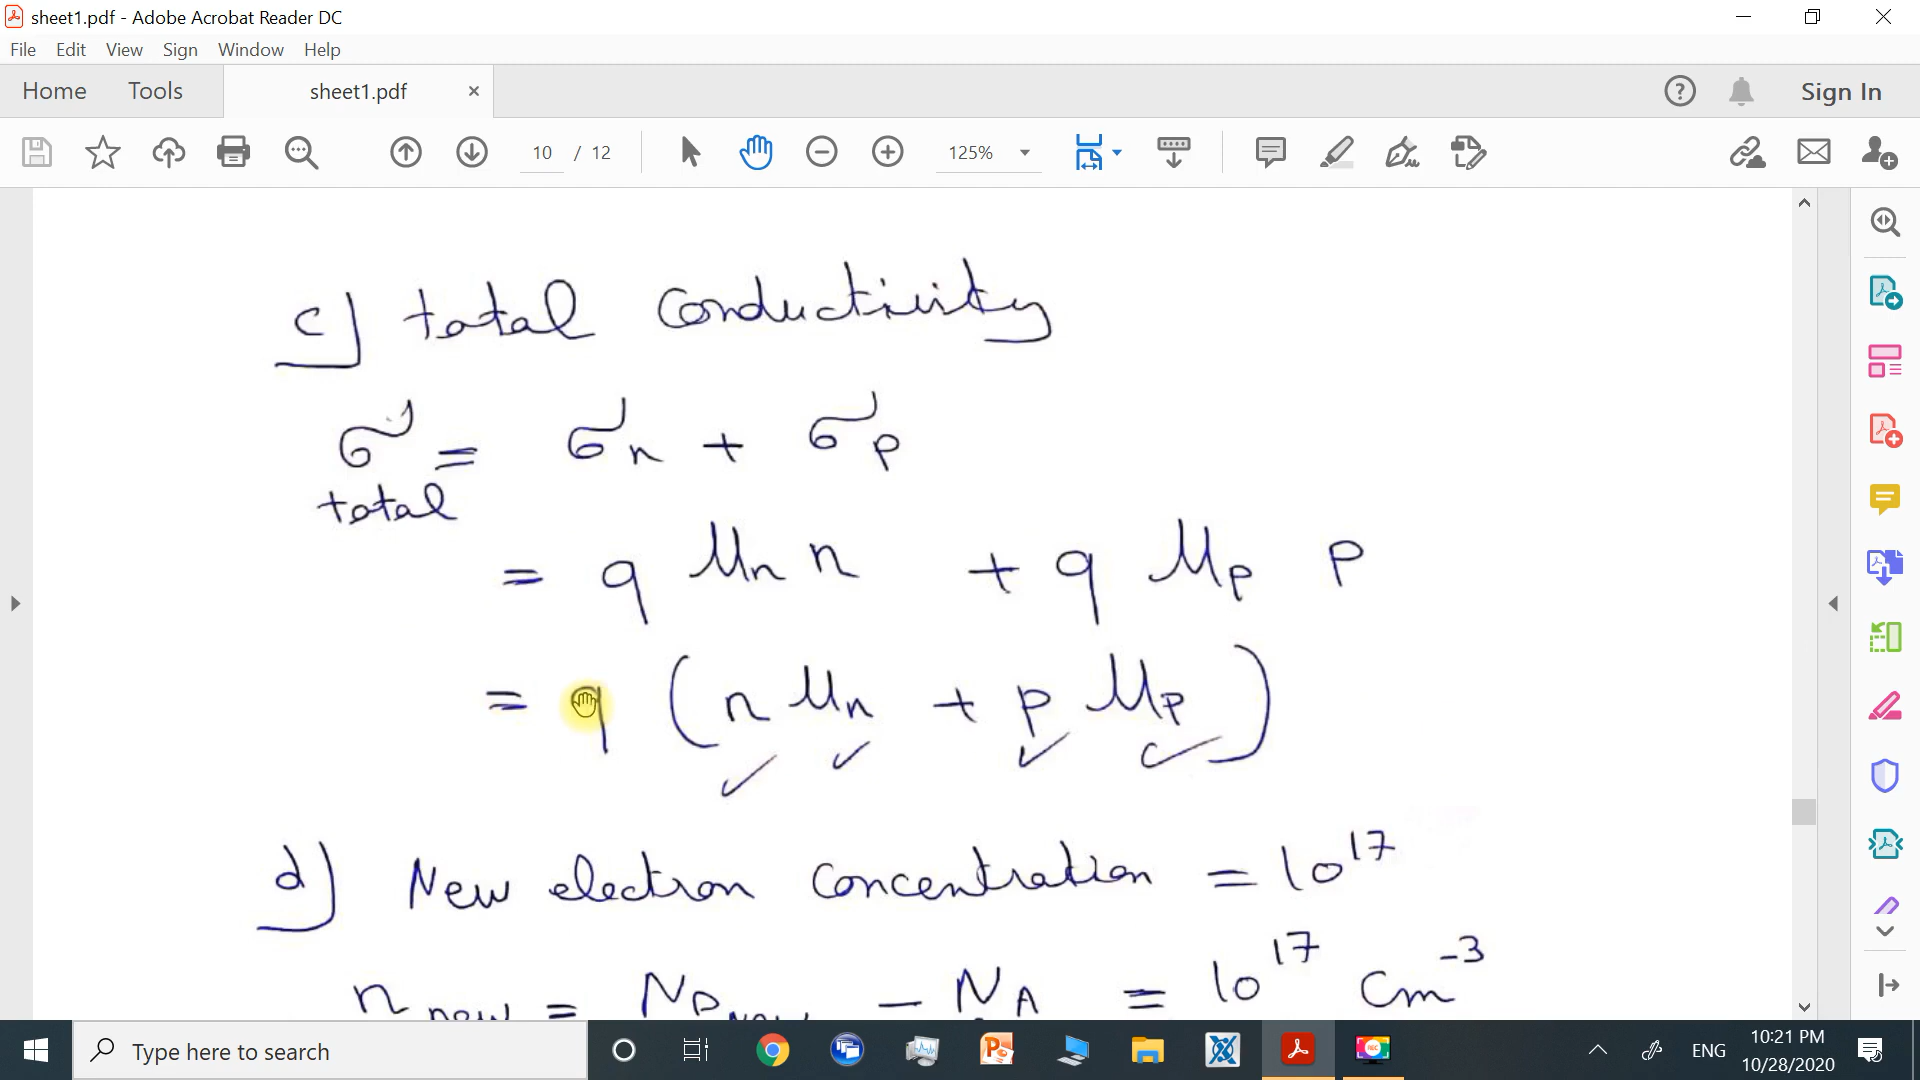 sheet1.pdf - Adobe Acrobat Reader DC
File Edit View Sign Window Help
Home Tools sheet1.pdf × Sign In
10 / 12 125%
c) total conductivity
σ total = σn + σp
= q μn n + q μp p
= q ( n μn + p μp )
d) New electron concentration = 10^17
n new = ND new - NA = 10^17 cm^-3
Type here to search
ENG
10:21 PM
10/28/2020